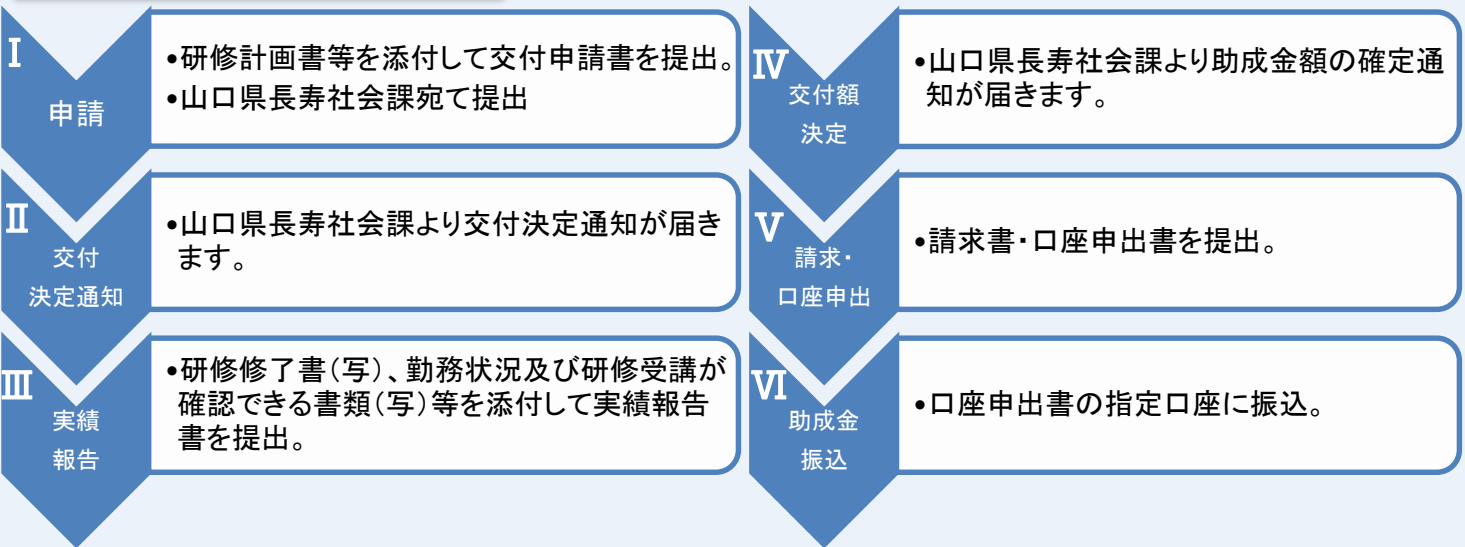 Ⅰ
申請
•研修計画書等を添付して交付申請書を提出。
•山口県長寿社会課宛て提出
Ⅱ
交付
決定通知
•山口県長寿社会課より交付決定通知が届き
ます。
Ⅲ
実績
報告
•研修修了書(写)、勤務状況及び研修受講が
確認できる書類(写)等を添付して実績報告
書を提出。
Ⅳ
交付額
決定
•山口県長寿社会課より助成金額の確定通
知が届きます。
Ⅴ
請求・
口座申出
•請求書・口座申出書を提出。
Ⅵ
助成金
振込
•口座申出書の指定口座に振込。